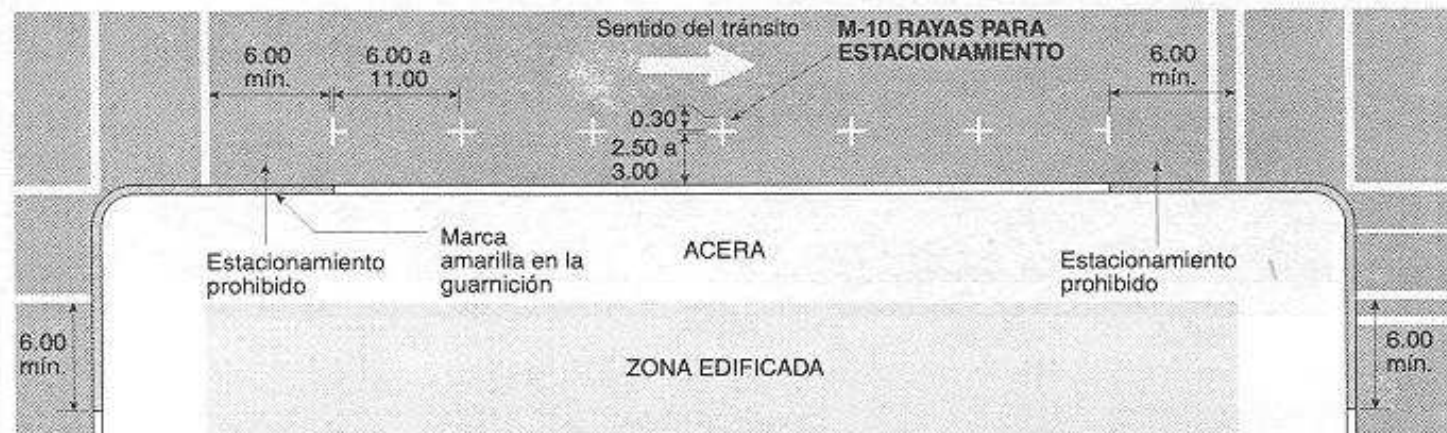 Sentido del tránsito
M-10 RAYAS PARA
ESTACIONAMIENTO
6.00
mín.
6.00 a
11.00
6.00
mín.
0.30
2.50 a
3.00
Estacionamiento
prohibido
Marca
amarilla en la
guarnición
ACERA
Estacionamiento
prohibido
6.00
mín.
ZONA EDIFICADA
6.00
mín.